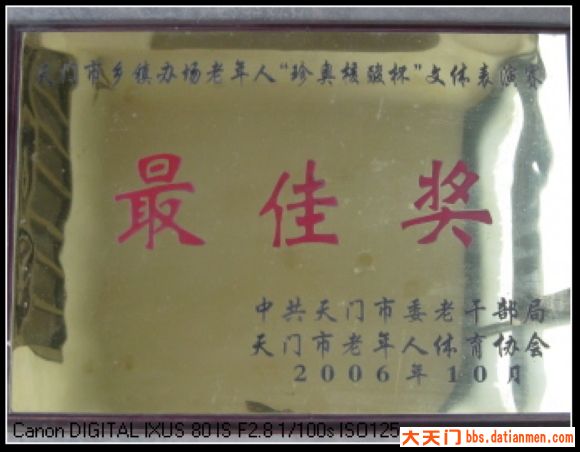 天门市乡镇办场老年人“珍奥核酸杯”文体表演赛
最佳奖
中共天门市委老干部局
天门市老年人体育协会
2006年10月
Canon DIGITAL IXUS 80 IS F2.8 1/100s ISO125
大天门 bbs.datianmen.com